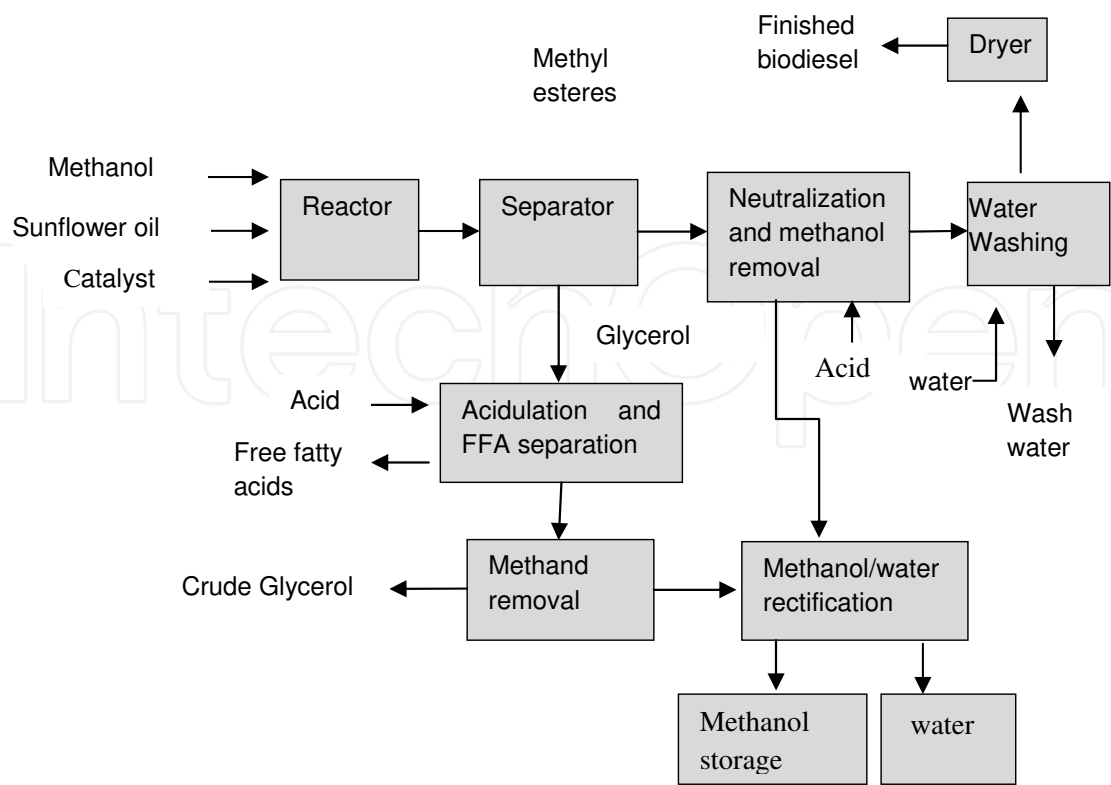 Finished
biodiesel
Dryer
Methyl
esteres
Methanol
Sunflower oil
Catalyst
Reactor
Separator
Neutralization
and methanol
removal
Water
Washing
Glycerol
Acid
water
Wash
water
Acid
Free fatty
acids
Acidulation and
FFA separation
Crude Glycerol
Methand
removal
Methanol/water
rectification
Methanol
storage
water
IntechOpen